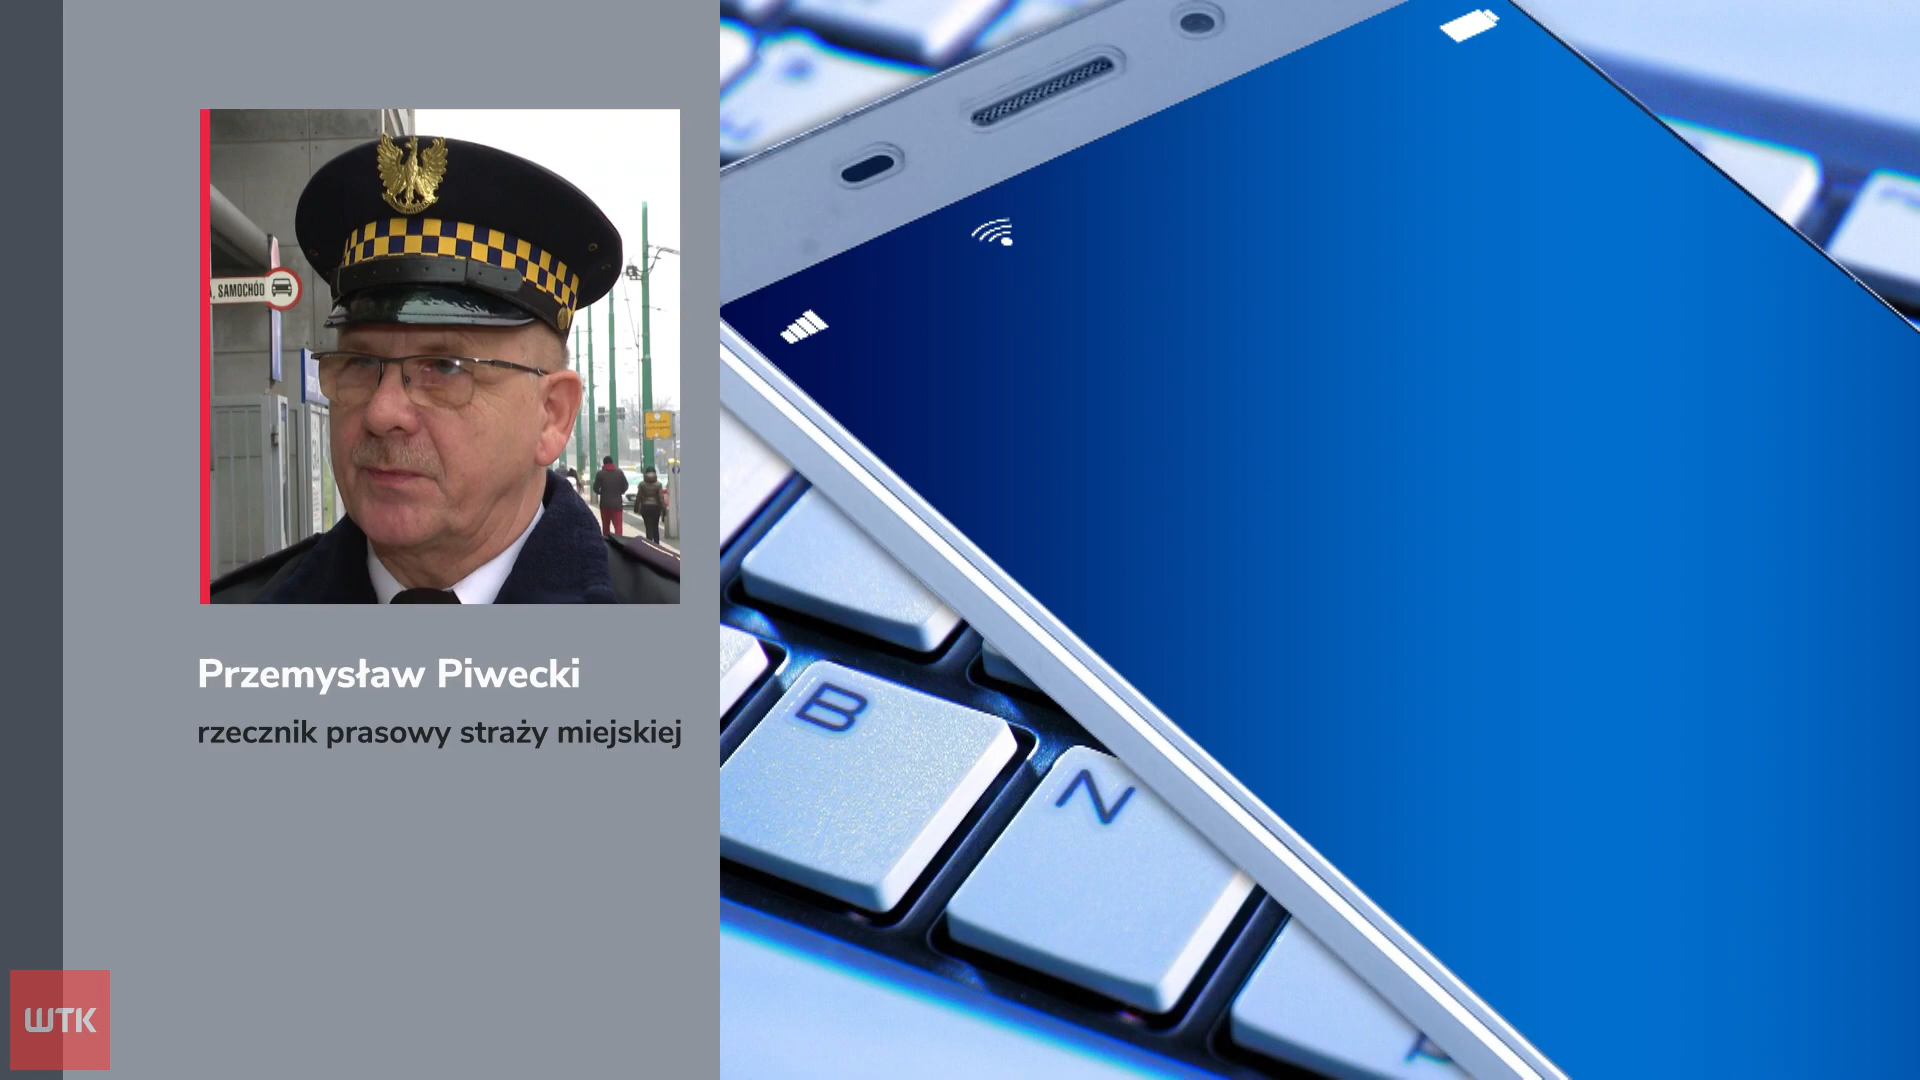 , SAMOCHÓD
Przemysław Piwecki
rzecznik prasowy straży miejskiej
B
N
WTK